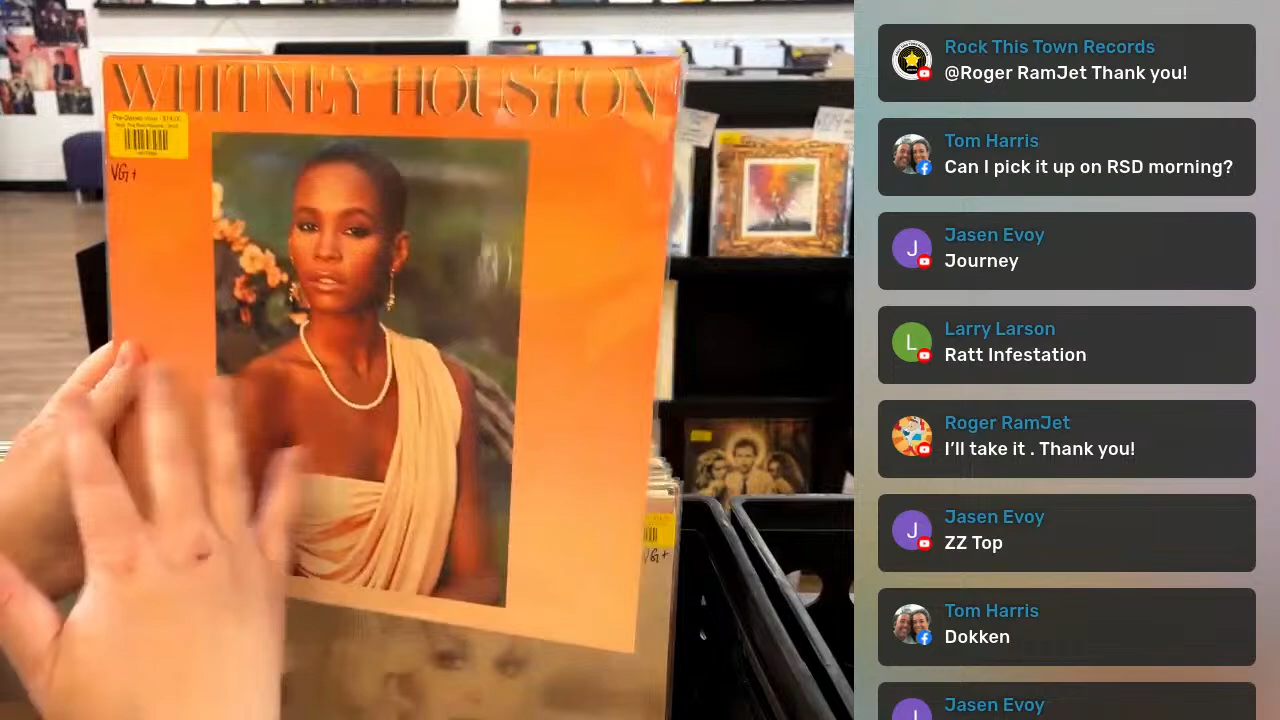 WHITNEY HOUSTON
VG+
VG+
Rock This Town Records
@Roger RamJet Thank you!
Tom Harris
Can I pick it up on RSD morning?
J
Jasen Evoy
Journey
L
Larry Larson
Ratt Infestation
Roger RamJet
I'll take it . Thank you!
J
Jasen Evoy
ZZ Top
Tom Harris
Dokken
Jasen Evoy